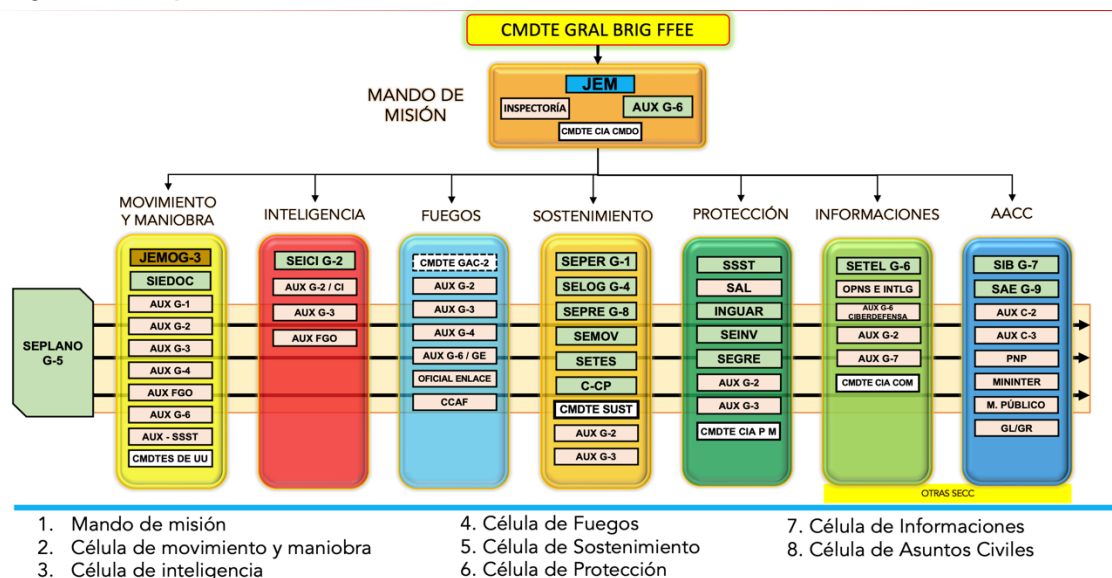 CMDTE GRAL BRIG FFEE
MANDO DE
MISIÓN
JEM
INSPECTORÍA
AUX G-6
CMDTE CIA CMDO
MOVIMIENTO
Y MANIOBRA
INTELIGENCIA
FUEGOS
SOSTENIMIENTO
PROTECCIÓN
INFORMACIONES
AACC
SEPLANO
G-5
JEMOG-3
SIEDOC
AUX G-1
AUX G-2
AUX G-3
AUX G-4
AUX FGO
AUX G-6
AUX - SSST
CMDTES DE UU
SEICI G-2
AUX G-2 / CI
AUX G-3
AUX FGO
CMDTE GAC-2
AUX G-2
AUX G-3
AUX G-4
AUX G-6 / GE
OFICIAL ENLACE
CCAF
SEPER G-1
SELOG G-4
SEPRE G-8
SEMOV
SETES
C-CP
CMDTE SUST
AUX G-2
AUX G-3
SSST
SAL
INGUAR
SEINV
SEGRE
AUX G-2
AUX G-3
CMDTE CIA P M
SETEL G-6
OPNS E INTLG
AUX G-6
CIBERDEFENSA
AUX G-2
AUX G-7
CMDTE CIA COM
SIB G-7
SAE G-9
AUX C-2
AUX C-3
PNP
MININTER
M. PÚBLICO
GL/GR
OTRAS SECC
1. Mando de misión
2. Célula de movimiento y maniobra
3. Célula de inteligencia
4. Célula de Fuegos
5. Célula de Sostenimiento
6. Célula de Protección
7. Célula de Informaciones
8. Célula de Asuntos Civiles